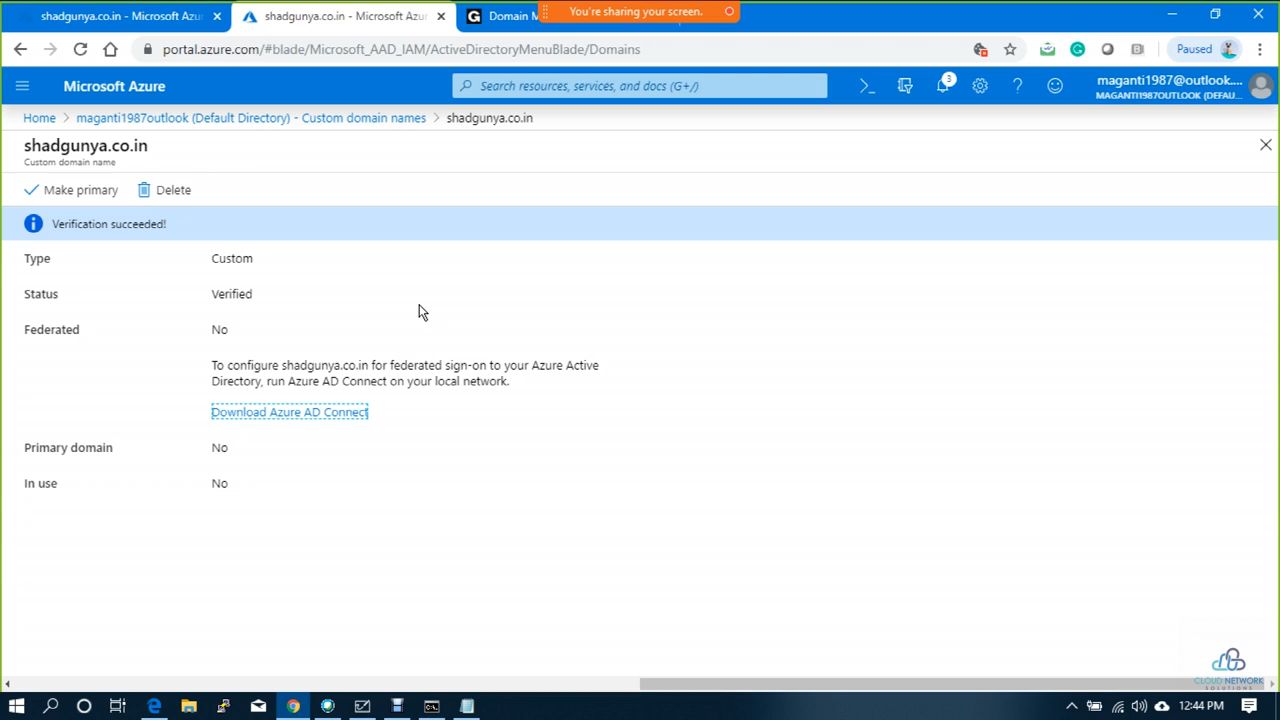 shadgunya.co.in - Microsoft Azu
shadgunya.co.in - Microsoft Azu
Domain M
You're sharing your screen.
portal.azure.com/#blade/Microsoft_AAD_IAM/ActiveDirectoryMenuBlade/Domains
Paused
Microsoft Azure
Search resources, services, and docs (G+/)
3
maganti1987@outlook....
MAGANTI1987OUTLOOK (DEFAU...
Home > maganti1987outlook (Default Directory) - Custom domain names > shadgunya.co.in
shadgunya.co.in
Custom domain name
Make primary
Delete
Verification succeeded!
Type Custom
Status Verified
Federated No
To configure shadgunya.co.in for federated sign-on to your Azure Active
Directory, run Azure AD Connect on your local network.
Download Azure AD Connect
Primary domain No
In use No
CLOUD NETWORK
SOLUTIONS
12:44 PM